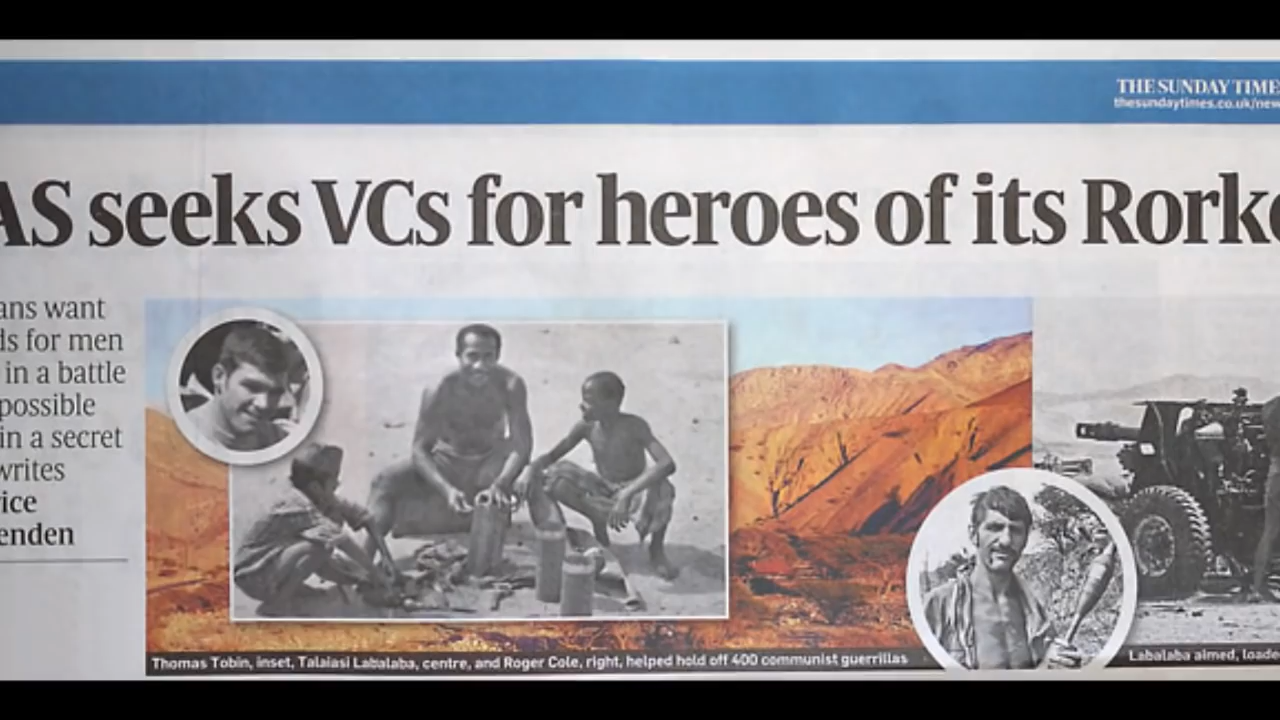 THE SUNDAY TIME
thesundaytimes.co.uk/new
AS seeks VCs for heroes of its Rorke
ans want
ds for men
in a battle
possible
in a secret
writes
rice
enden
Thomas Tobin, inset, Talaiasi Labalaba, centre, and Roger Cole, right, helped hold off 400 communist guerrillas
Labalaba aimed, loade